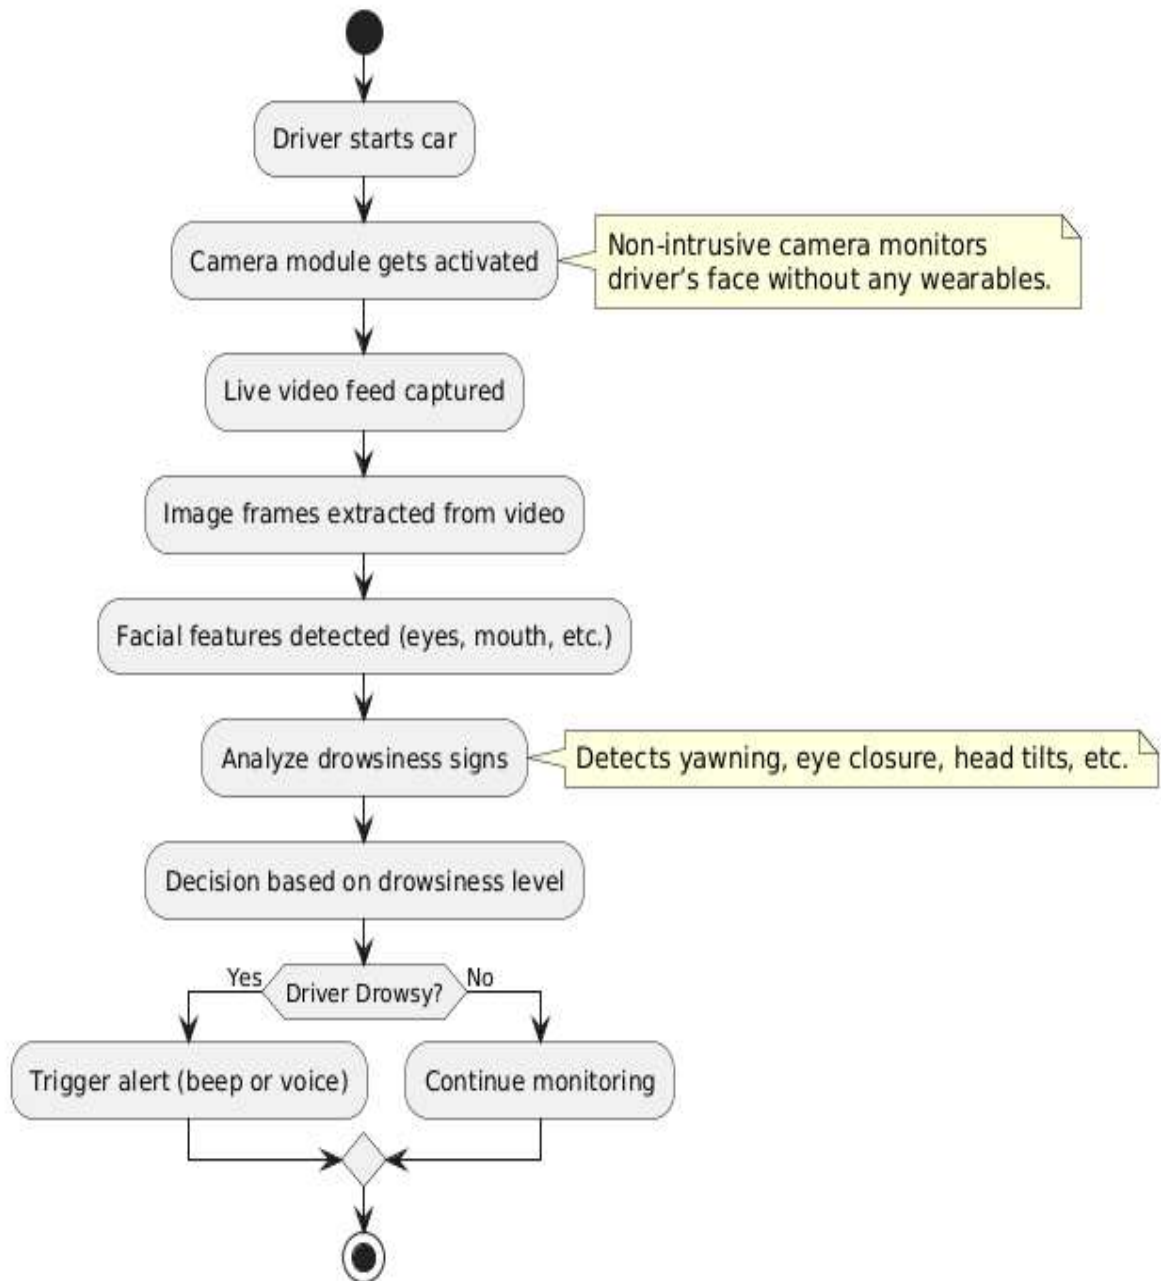 Driver starts car
Camera module gets activated
Non-intrusive camera monitors
driver's face without any wearables.
Live video feed captured
Image frames extracted from video
Facial features detected (eyes, mouth, etc.)
Analyze drowsiness signs
Detects yawning, eye closure, head tilts, etc.
Decision based on drowsiness level
Yes
Driver Drowsy?
No
Trigger alert (beep or voice)
Continue monitoring